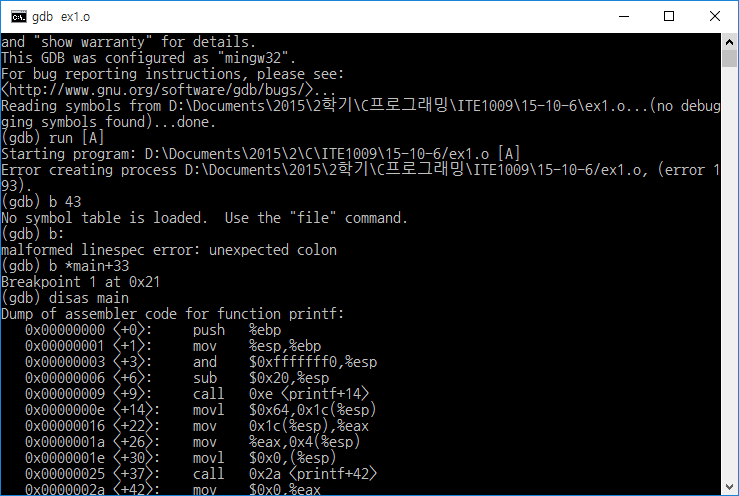 gdb ex1.o
and "show warranty" for details.
This GDB was configured as "mingw32".
For bug reporting instructions, please see:
<http://www.gnu.org/software/gdb/bugs/>...
Reading symbols from D:\Documents\2015\2학기\C프로그래밍\ITE1009\15-10-6\ex1.o...(no debug
ging symbols found)...done.
(gdb) run [A]
Starting program: D:\Documents\2015\2\C\ITE1009\15-10-6/ex1.o [A]
Error creating process D:\Documents\2015\2학기\C프로그래밍\ITE1009\15-10-6/ex1.o, (error 1
93).
(gdb) b 43
No symbol table is loaded.  Use the "file" command.
(gdb) b:
malformed linespec error: unexpected colon
(gdb) b *main+33
Breakpoint 1 at 0x21
(gdb) disas main
Dump of assembler code for function printf:
   0x00000000 <+0>:     push   %ebp
   0x00000001 <+1>:     mov    %esp,%ebp
   0x00000003 <+3>:     and    $0xfffffff0,%esp
   0x00000006 <+6>:     sub    $0x20,%esp
   0x00000009 <+9>:     call   0xe <printf+14>
   0x0000000e <+14>:    movl   $0x64,0x1c(%esp)
   0x00000016 <+22>:    mov    0x1c(%esp),%eax
   0x0000001a <+26>:    mov    %eax,0x4(%esp)
   0x0000001e <+30>:    movl   $0x0,(%esp)
   0x00000025 <+37>:    call   0x2a <printf+42>
   0x0000002a <+42>:    mov    $0x0,%eax